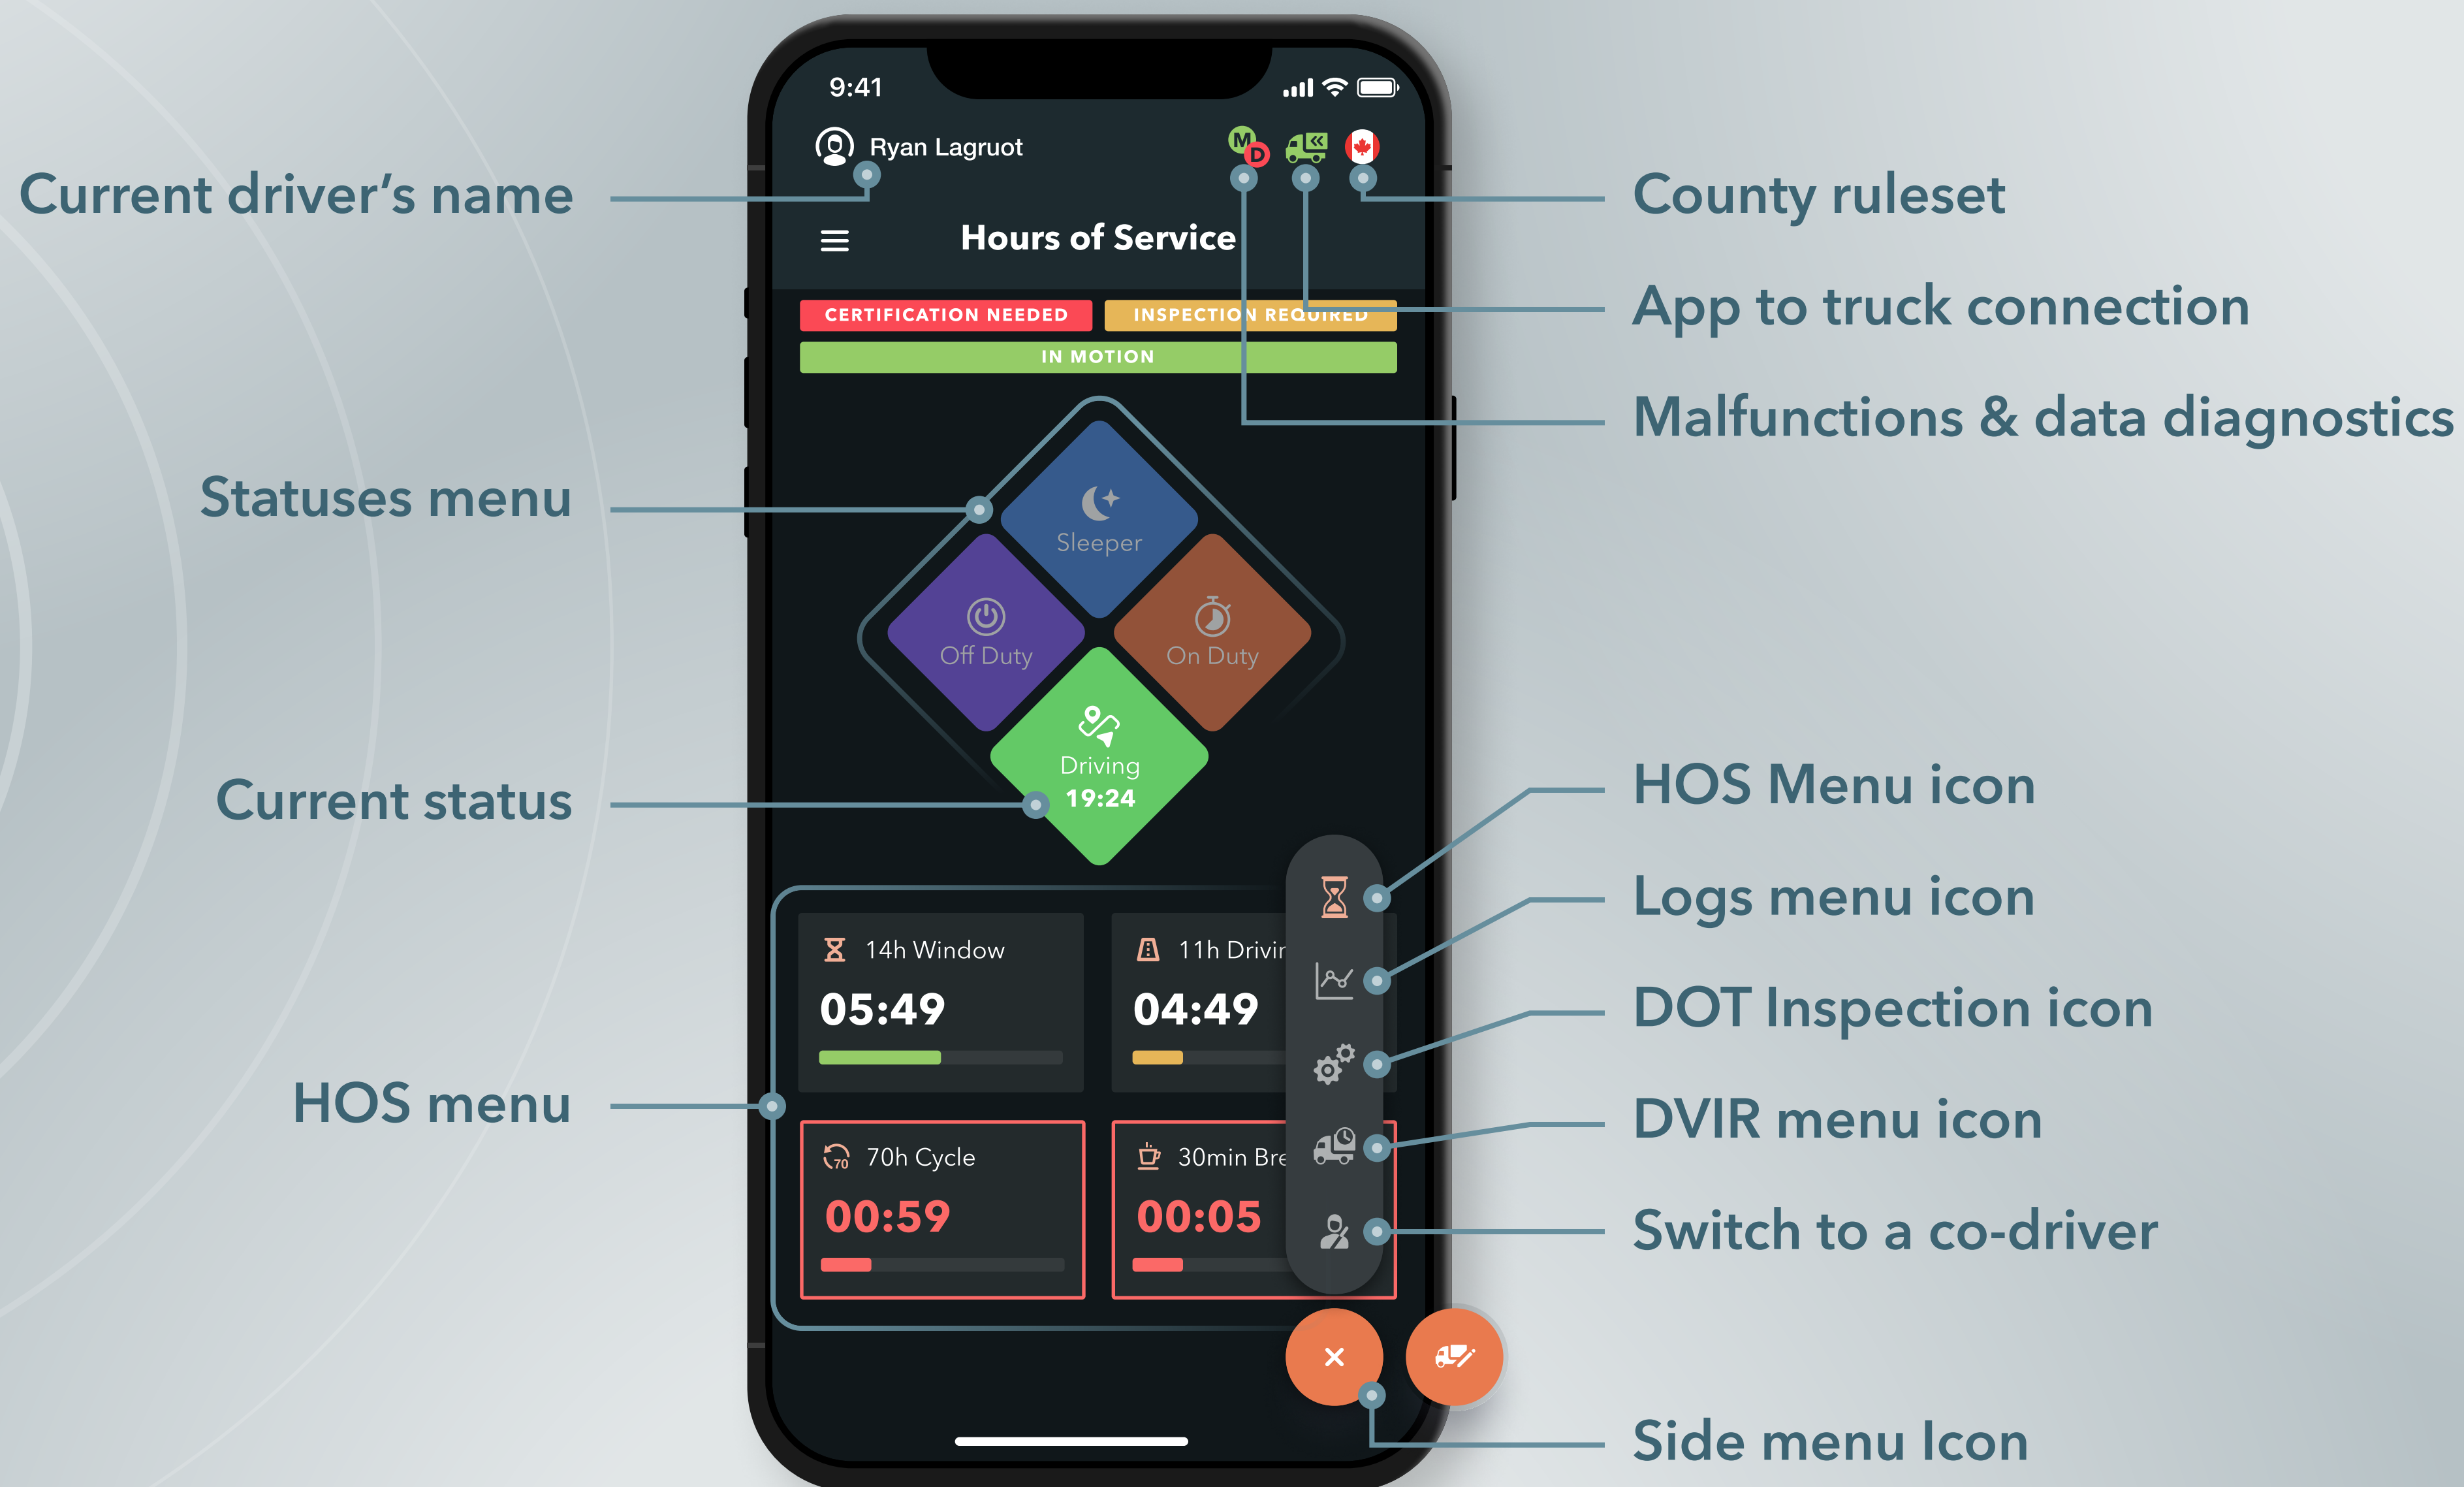 9:41
Ryan Lagruot
M
D
Hours of Service
CERTIFICATION NEEDED
INSPECTION REQUIRED
IN MOTION
Sleeper
Off Duty
On Duty
Driving
19:24
14h Window
05:49
11h Drivin
04:49
70
70h Cycle
00:59
30min Bre
00:05
Current driver’s name
Statuses menu
Current status
HOS menu
County ruleset
App to truck connection
Malfunctions & data diagnostics
HOS Menu icon
Logs menu icon
DOT Inspection icon
DVIR menu icon
Switch to a co-driver
Side menu Icon